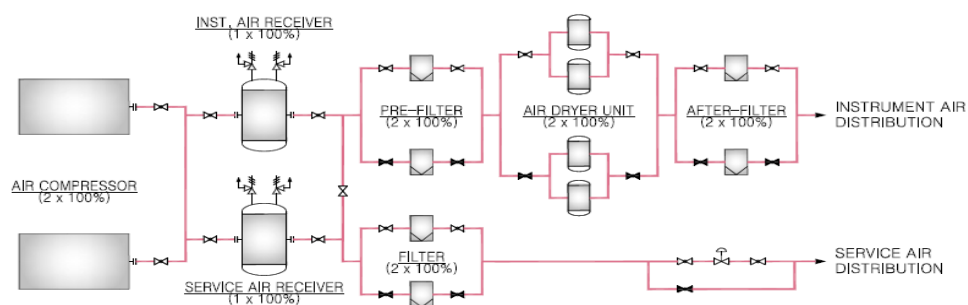 INST, AIR RECEIVER
(1 x 100%)
PRE-FILTER
(2 x 100%)
AIR DRYER UNIT
(2 x 100%)
AFTER-FILTER
(2 x 100%)
INSTRUMENT AIR
DISTRIBUTION
AIR COMPRESSOR
(2 x 100%)
SERVICE AIR RECEIVER
(1 x 100%)
FILTER
(2 x 100%)
SERVICE AIR
DISTRIBUTION